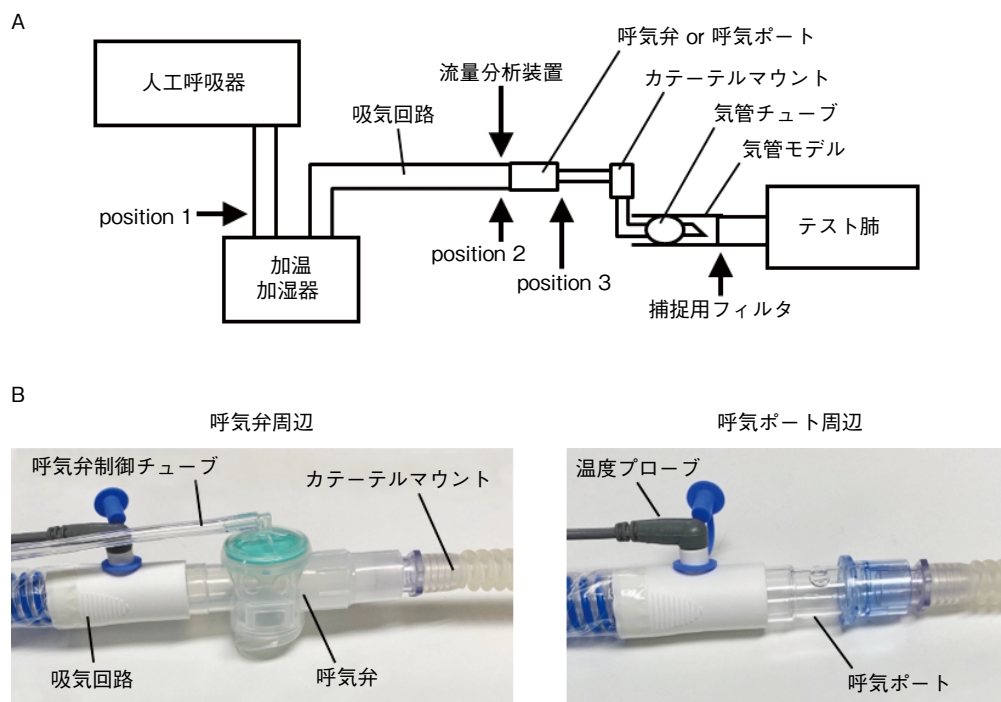 A
人工呼吸器
流量分析装置
呼気弁 or 呼気ポート
カテーテルマウント
気管チューブ
気管モデル
吸気回路
position 1
加温
加湿器
position 2
position 3
テスト肺
捕捉用フィルタ
B
呼気弁周辺
呼気ポート周辺
呼気弁制御チューブ
カテーテルマウント
吸気回路
呼気弁
温度プローブ
呼気ポート